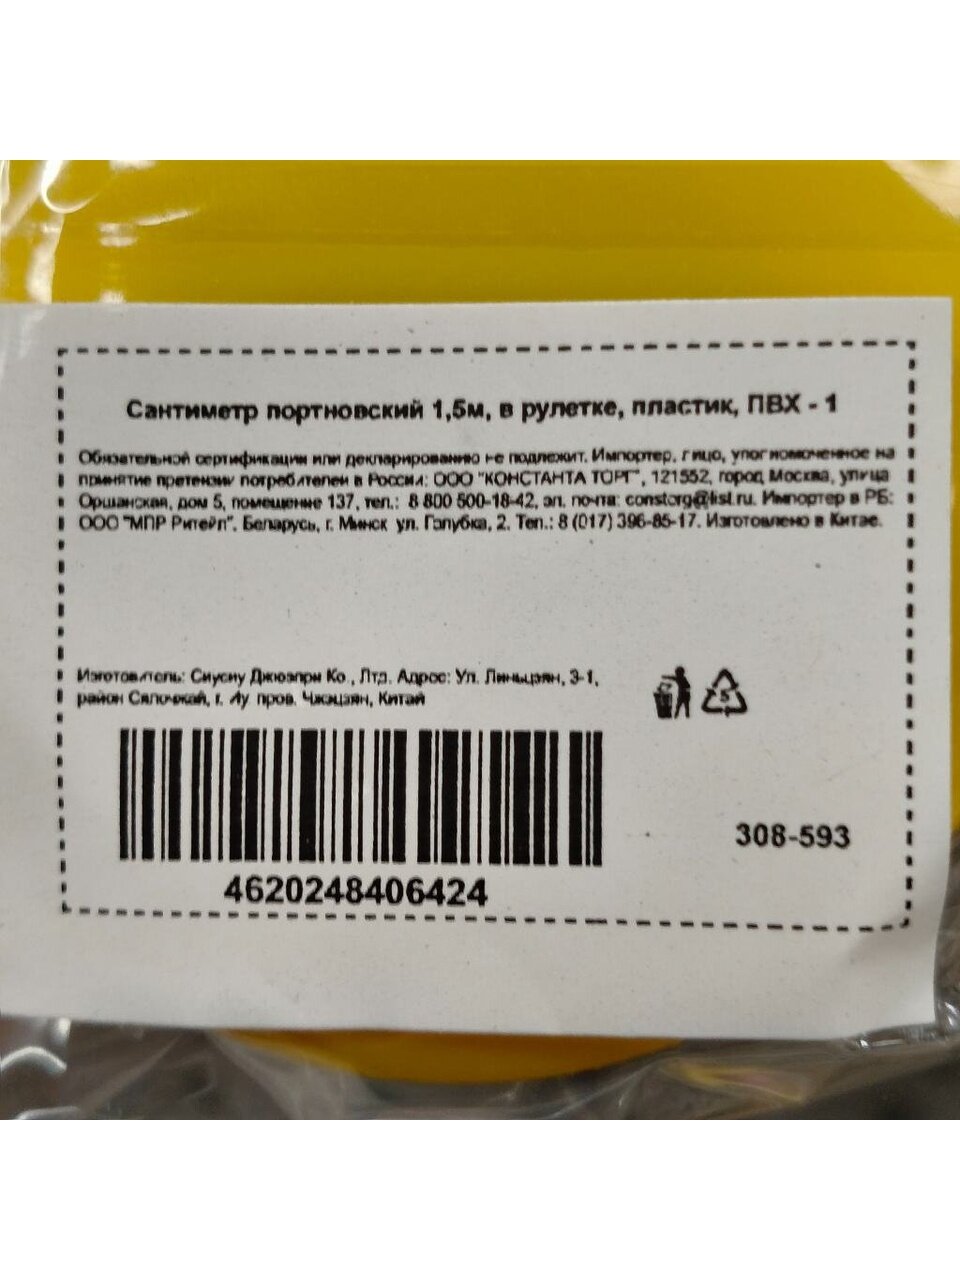 Сантиметр портновский 1,5м, в рулетке, пластик, ПВХ - 1
Обязательной сертификации или декларированию не подлежит. Импортер, лицо, уполномоченное на
принятие претензий потребителей в России: ООО "КОНСТАНТА ТОРГ", 121552, город Москва, улица
Оршанская, дом 5, помещение 137, тел.: 8 800 500-18-42, эл. почта: constorg@list.ru. Импортер в РБ:
ООО "МПР Ритейл", Беларусь, г. Минск ул. Голубка, 2. Тел.: 8 (017) 396-85-17. Изготовлено в Китае.
Изготовитель: Сиусиу Джюэлри Ко., Лтд. Адрес: Ул. Линьцзян, 3-1,
район Сялочкай, г. Иу пров. Чжэцзян, Китай
5
308-593
4620248406424